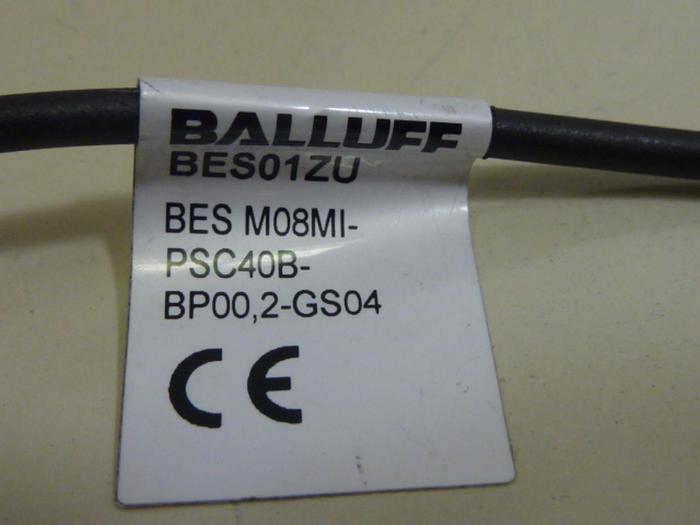 BALLUFF
BES01ZU
BES M08MI-
PSC40B-
BP00,2-GS04
CE